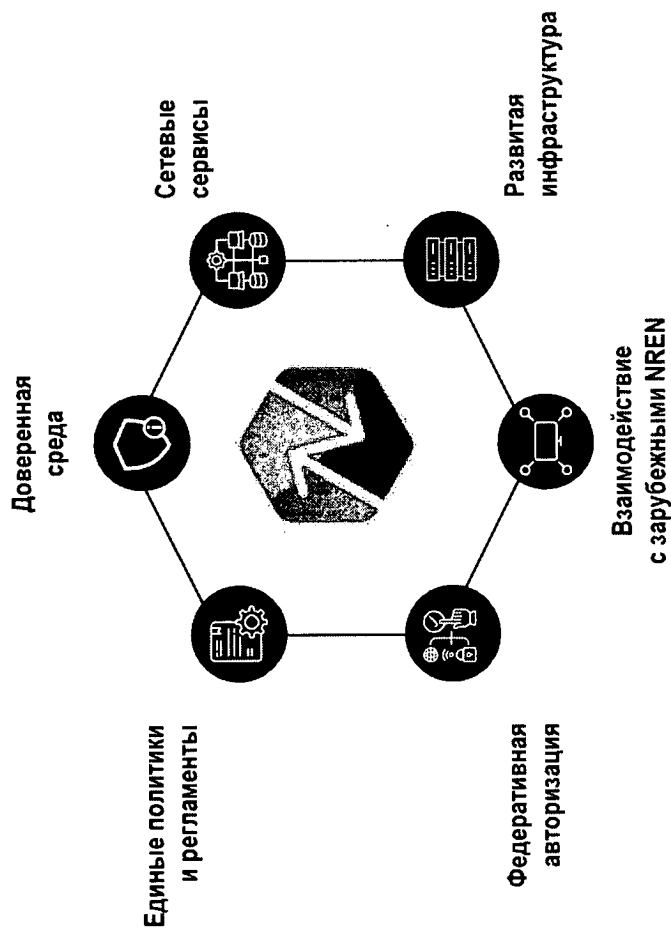 Доверенная
среда
Единые политики
и регламенты
Сетевые
сервисы
Федеративная
авторизация
Развитая
инфраструктура
Взаимодействие
с зарубежными NREN